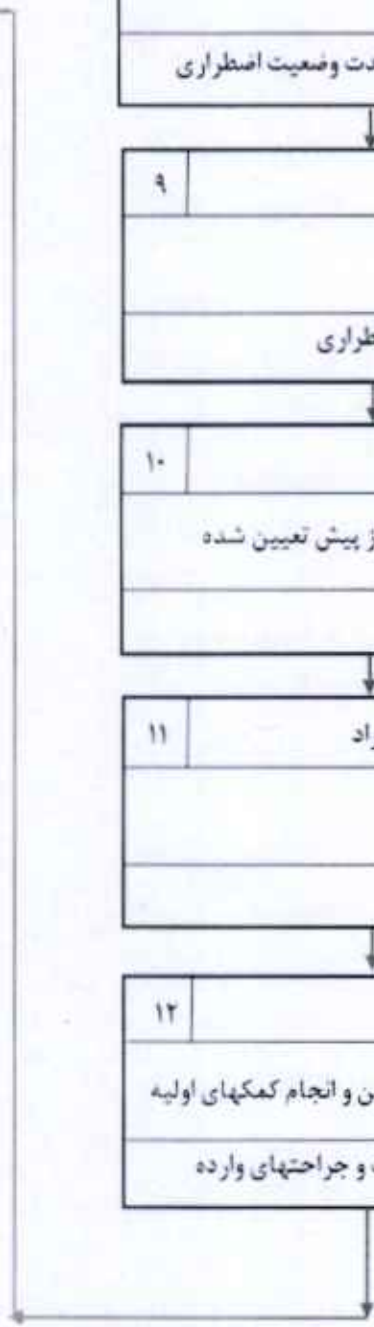 دت وضعیت اضطراری
۹
طراری
۱۰
ز پیش تعیین شده
۱۱
راد
۱۲
ن و انجام کمکهای اولیه
و جراحتهای وارده